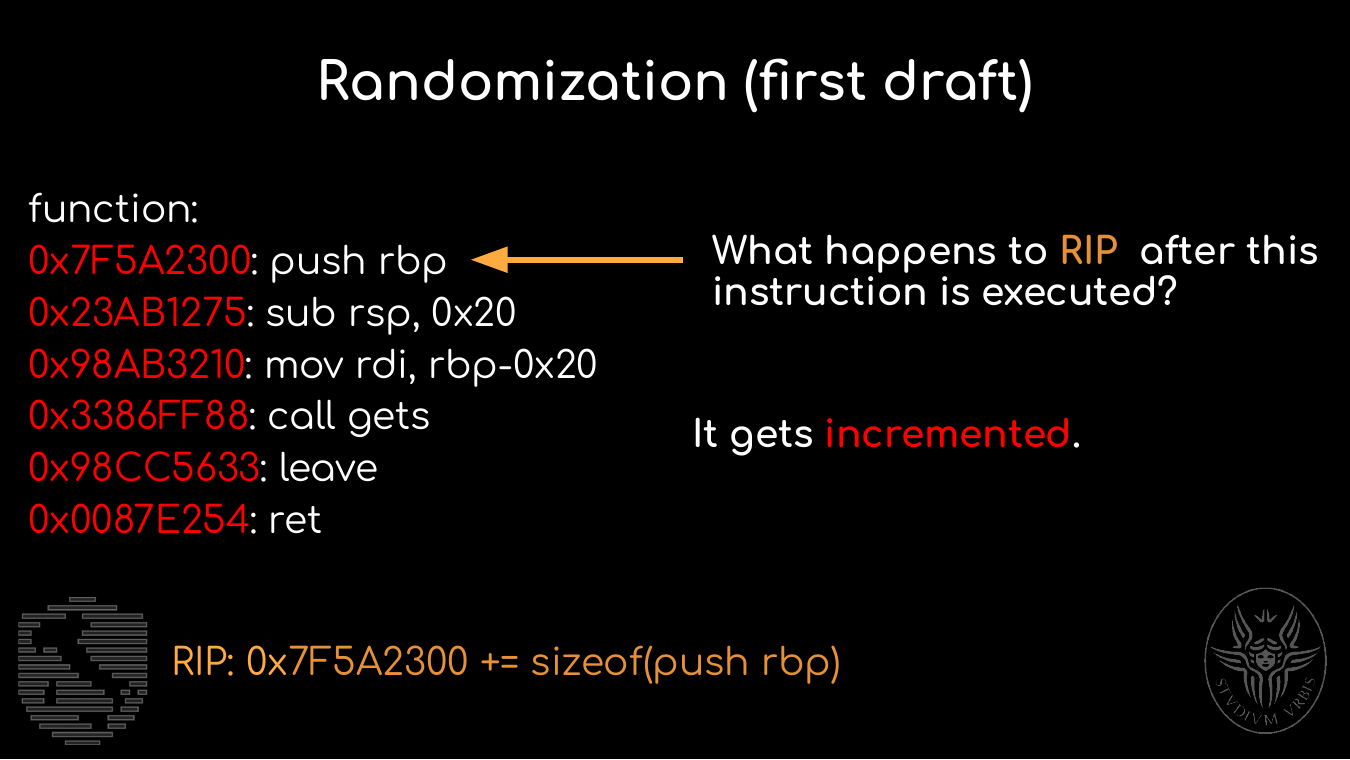 Randomization (first draft)
function:
0x7F5A2300: push rbp
What happens to RIP after this
instruction is executed?
0x23AB1275: sub rsp, 0x20
0x98AB3210: mov rdi, rbp-0x20
0x3386FF88: call gets
It gets incremented.
0x98CC5633: leave
0x0087E254: ret
RIP: 0x7F5A2300 += sizeof(push rbp)
STVDIVM VRBIS